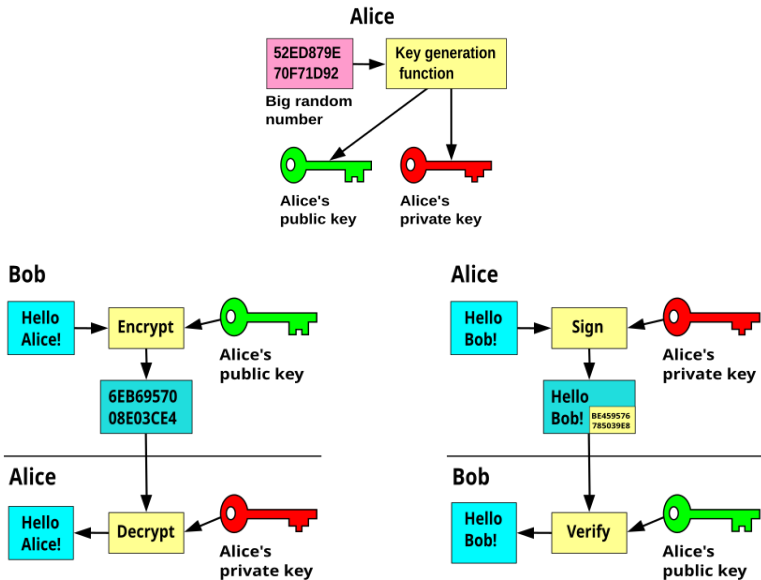 Alice
52ED879E
70F71D92
Key generation
function
Big random
number
Alice's
public key
Alice's
private key
Bob
Hello
Alice!
Encrypt
Alice's
public key
6EB69570
08E03CE4
Alice
Hello
Alice!
Decrypt
Alice's
private key
Alice
Hello
Bob!
Sign
Alice's
private key
Hello
Bob!
BE459576
785039E8
Bob
Hello
Bob!
Verify
Alice's
public key